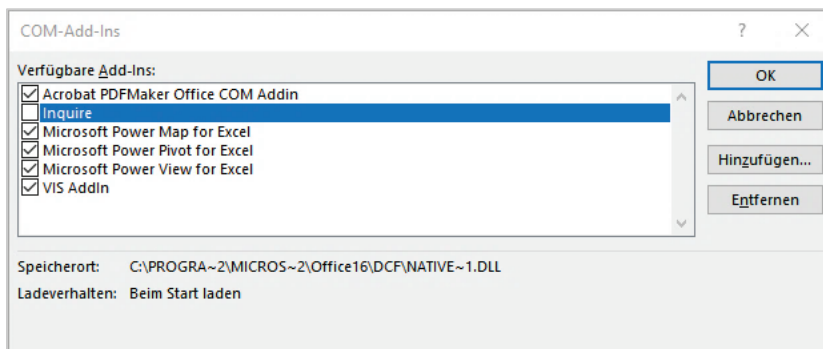 COM-Add-Ins
Verfügbare Add-Ins:
Acrobat PDFMaker Office COM Addin
Inquire
Microsoft Power Map for Excel
Microsoft Power Pivot for Excel
Microsoft Power View for Excel
VIS AddIn
OK
Abbrechen
Hinzufügen...
Entfernen
Speicherort: C:\PROGRA~2\MICROS~2\Office16\DCF\NATIVE~1.DLL
Ladeverhalten: Beim Start laden